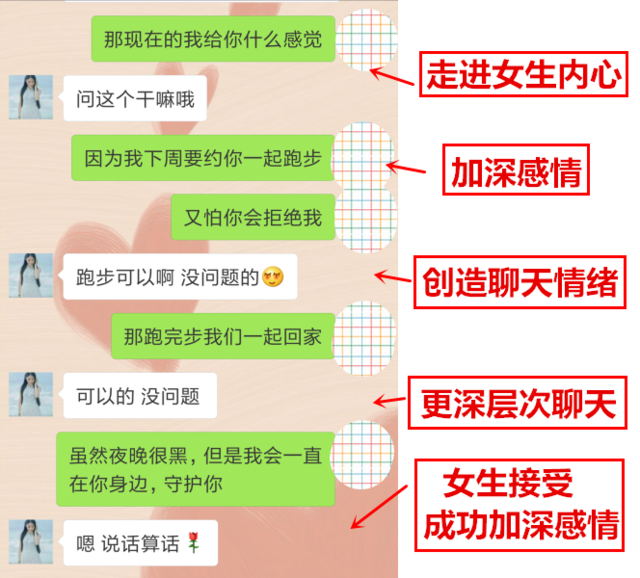 那现在的我给你什么感觉
走进女生内心
问这个干嘛哦
因为我下周要约你一起跑步
加深感情
又怕你会拒绝我
跑步可以啊 没问题的
创造聊天情绪
那跑完步我们一起回家
可以的 没问题
更深层次聊天
虽然夜晚很黑，但是我会一直
在你身边，守护你
女生接受
成功加深感情
嗯 说话算话